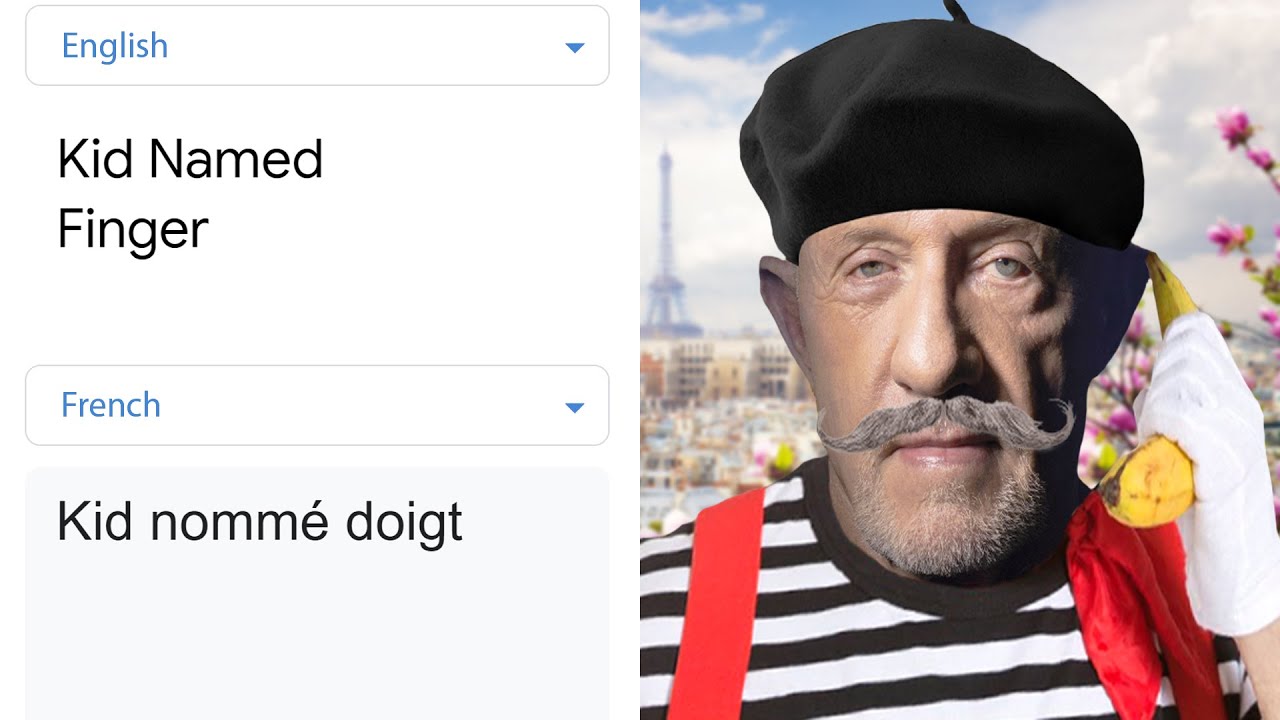 English
Kid Named
Finger
French
Kid nommé doigt